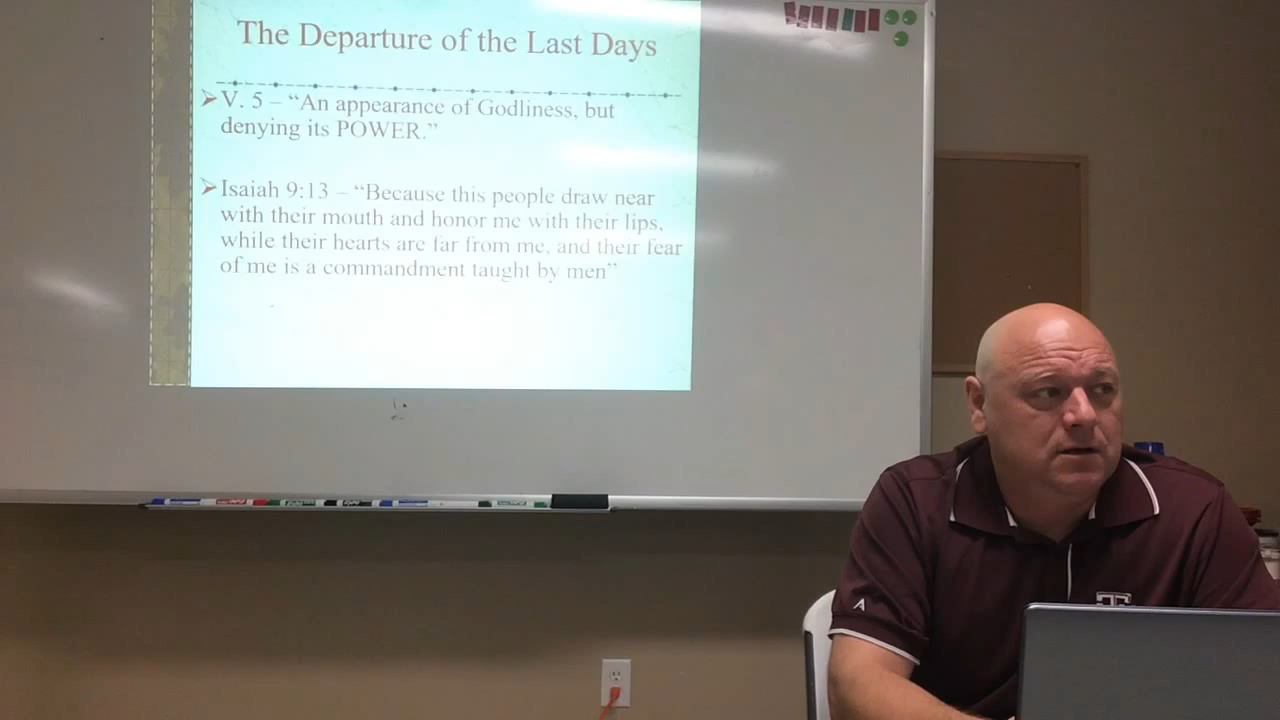 The Departure of the Last Days
V. 5 – “An appearance of Godliness, but
denying its POWER.”
Isaiah 9:13 – “Because this people draw near
with their mouth and honor me with their lips,
while their hearts are far from me, and their fear
of me is a commandment taught by men”
A